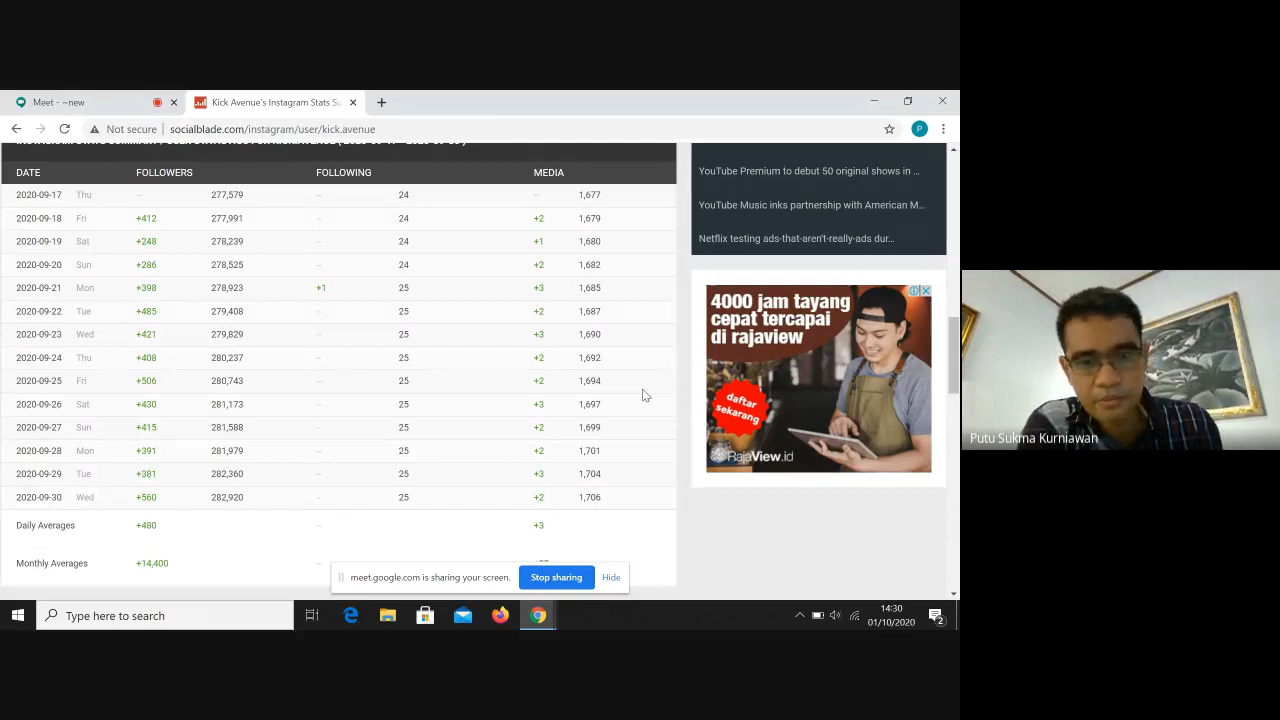 Meet - ~new
Kick Avenue's Instagram Stats Su
Not secure socialblade.com/instagram/user/kick.avenue
DATE FOLLOWERS FOLLOWING MEDIA
2020-09-17 Thu -- 277,579 -- 24 -- 1,677
2020-09-18 Fri +412 277,991 -- 24 +2 1,679
2020-09-19 Sat +248 278,239 -- 24 +1 1,680
2020-09-20 Sun +286 278,525 -- 24 +2 1,682
2020-09-21 Mon +398 278,923 +1 25 +3 1,685
2020-09-22 Tue +485 279,408 -- 25 +2 1,687
2020-09-23 Wed +421 279,829 -- 25 +3 1,690
2020-09-24 Thu +408 280,237 -- 25 +2 1,692
2020-09-25 Fri +506 280,743 -- 25 +2 1,694
2020-09-26 Sat +430 281,173 -- 25 +3 1,697
2020-09-27 Sun +415 281,588 -- 25 +2 1,699
2020-09-28 Mon +391 281,979 -- 25 +2 1,701
2020-09-29 Tue +381 282,360 -- 25 +3 1,704
2020-09-30 Wed +560 282,920 -- 25 +2 1,706
Daily Averages +480 -- +3
Monthly Averages +14,400
YouTube Premium to debut 50 original shows in ...
YouTube Music inks partnership with American M...
Netflix testing ads-that-aren't-really-ads dur...
4000 jam tayang
cepat tercapai
di rajaview
daftar
sekarang
RajaView.id
meet.google.com is sharing your screen. Stop sharing Hide
Type here to search
14:30
01/10/2020
2
P
Putu Sukma Kurniawan